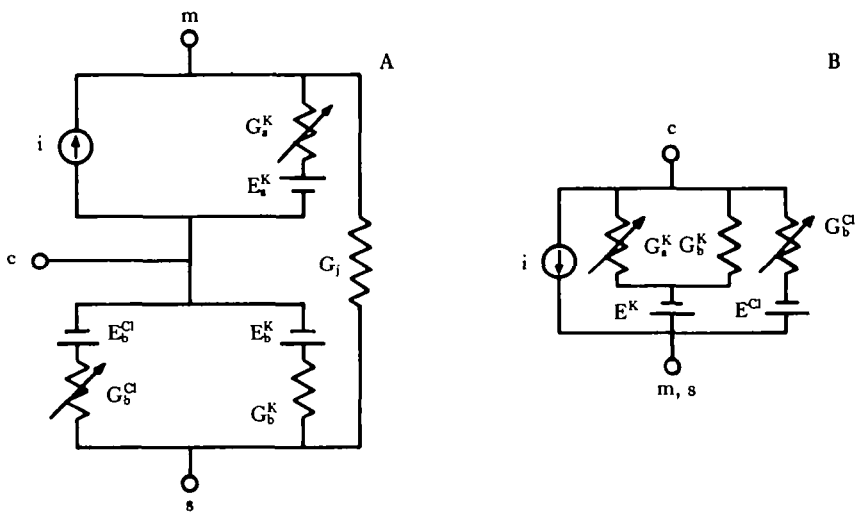 m
A
B
G_a^K
i
E_a^K
c
G_j
E_b^Cl
E_b^K
G_b^Cl
G_b^K
s
c
G_b^Cl
G_a^K G_b^K
i
E^K
E^Cl
m, s